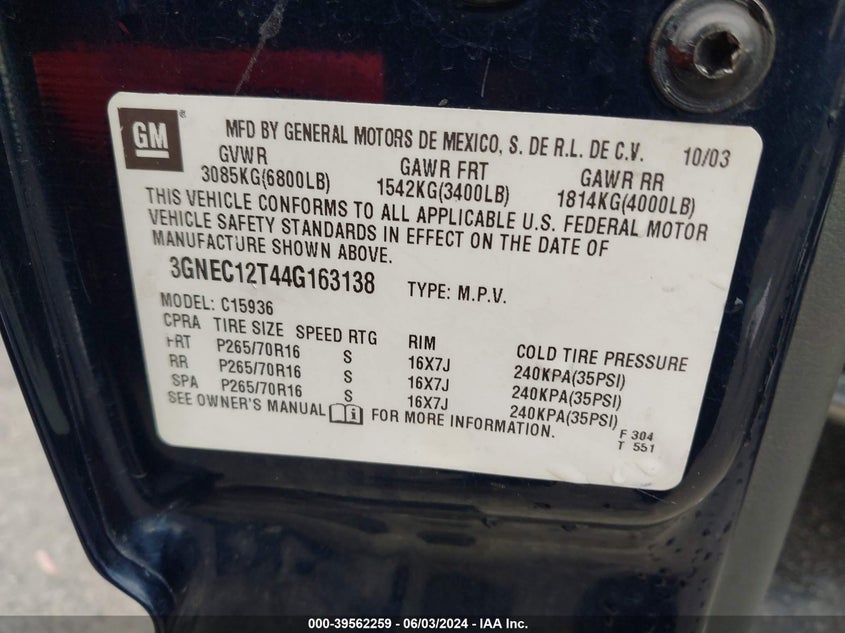 GM ®
MFD BY GENERAL MOTORS DE MEXICO, S. DE R.L. DE C.V. 10/03
GVWR GAWR FRT GAWR RR
3085KG(6800LB) 1542KG(3400LB) 1814KG(4000LB)
THIS VEHICLE CONFORMS TO ALL APPLICABLE U.S. FEDERAL MOTOR
VEHICLE SAFETY STANDARDS IN EFFECT ON THE DATE OF
MANUFACTURE SHOWN ABOVE.
3GNEC12T44G163138 TYPE: M.P.V.
MODEL: C15936
CPRA TIRE SIZE SPEED RTG RIM COLD TIRE PRESSURE
FRT P265/70R16 S 16X7J 240KPA(35PSI)
RR P265/70R16 S 16X7J 240KPA(35PSI)
SPA P265/70R16 S 16X7J 240KPA(35PSI)
SEE OWNER'S MANUAL i FOR MORE INFORMATION.
F 304
T 551
000-39562259 - 06/03/2024 - IAA Inc.